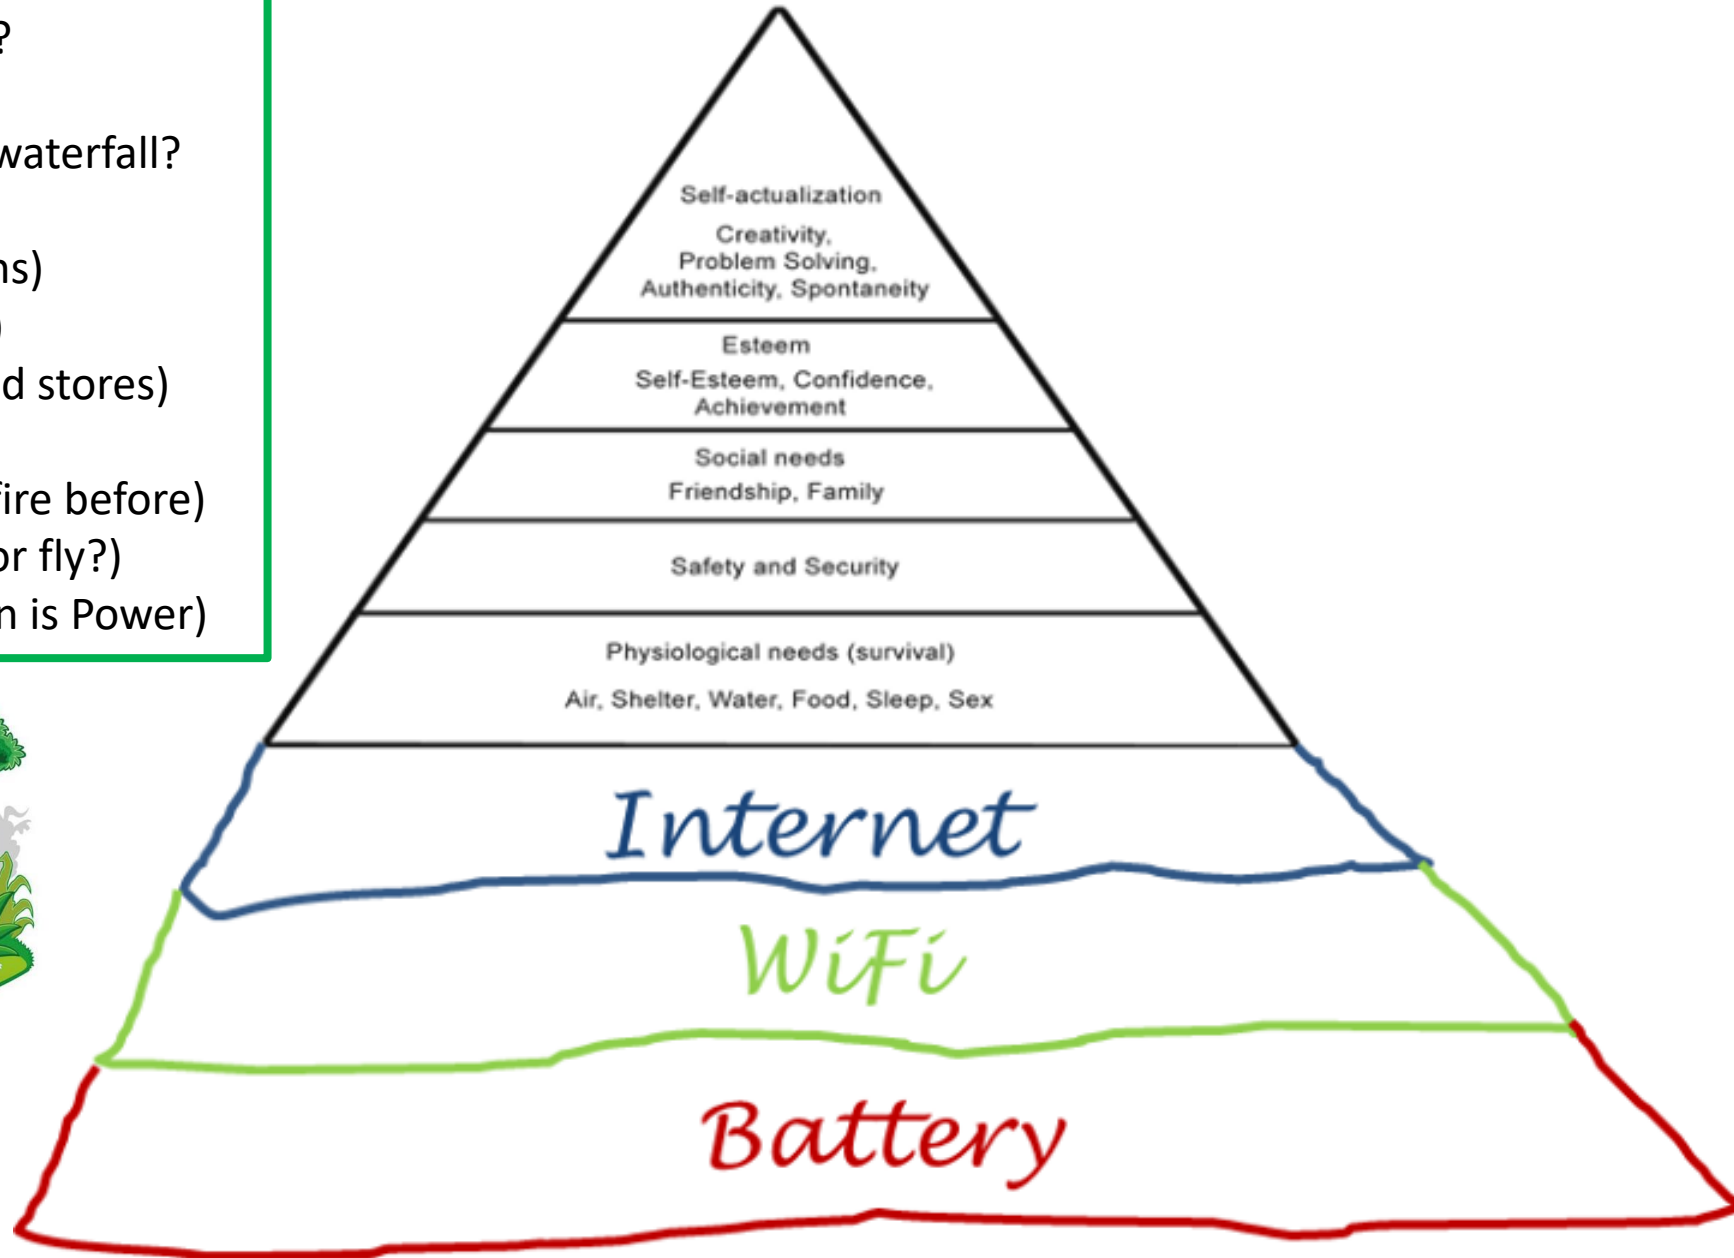 ?
waterfall?
ns)
)
d stores)
fire before)
or fly?)
n is Power)
Self-actualization
Creativity,
Problem Solving,
Authenticity, Spontaneity
Esteem
Self-Esteem, Confidence,
Achievement
Social needs
Friendship, Family
Safety and Security
Physiological needs (survival)
Air, Shelter, Water, Food, Sleep, Sex
Internet
WiFi
Battery